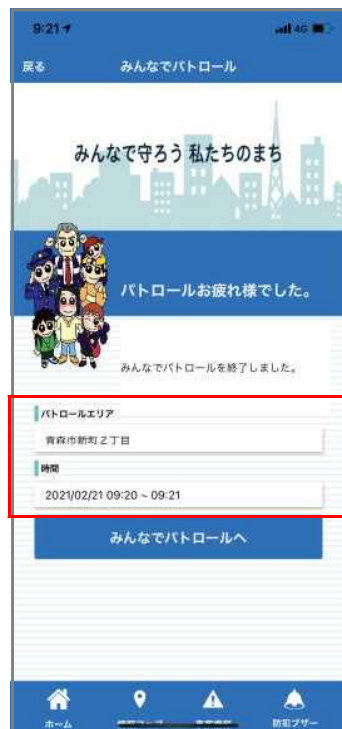 9:21
4G
戻る
みんなでパトロール
みんなで守ろう 私たちのまち
パトロールお疲れ様でした。
みんなでパトロールを終了しました。
パトロールエリア
青森市新町2丁目
時間
2021/02/21 09:20 ~ 09:21
みんなでパトロールへ
ホーム
防犯ブザー